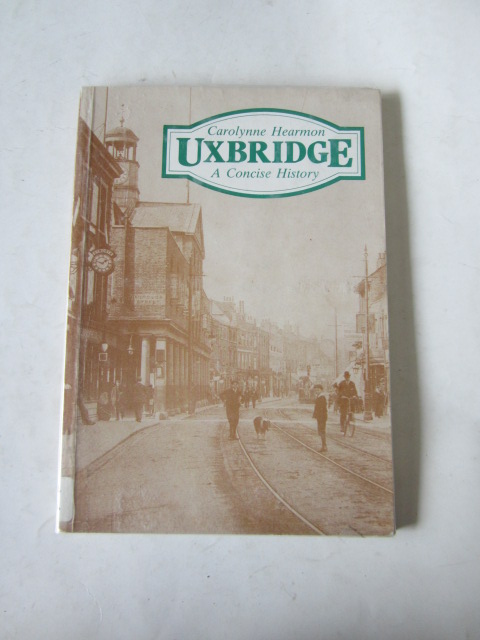 Carolynne Hearmon
UXBRIDGE
A Concise History